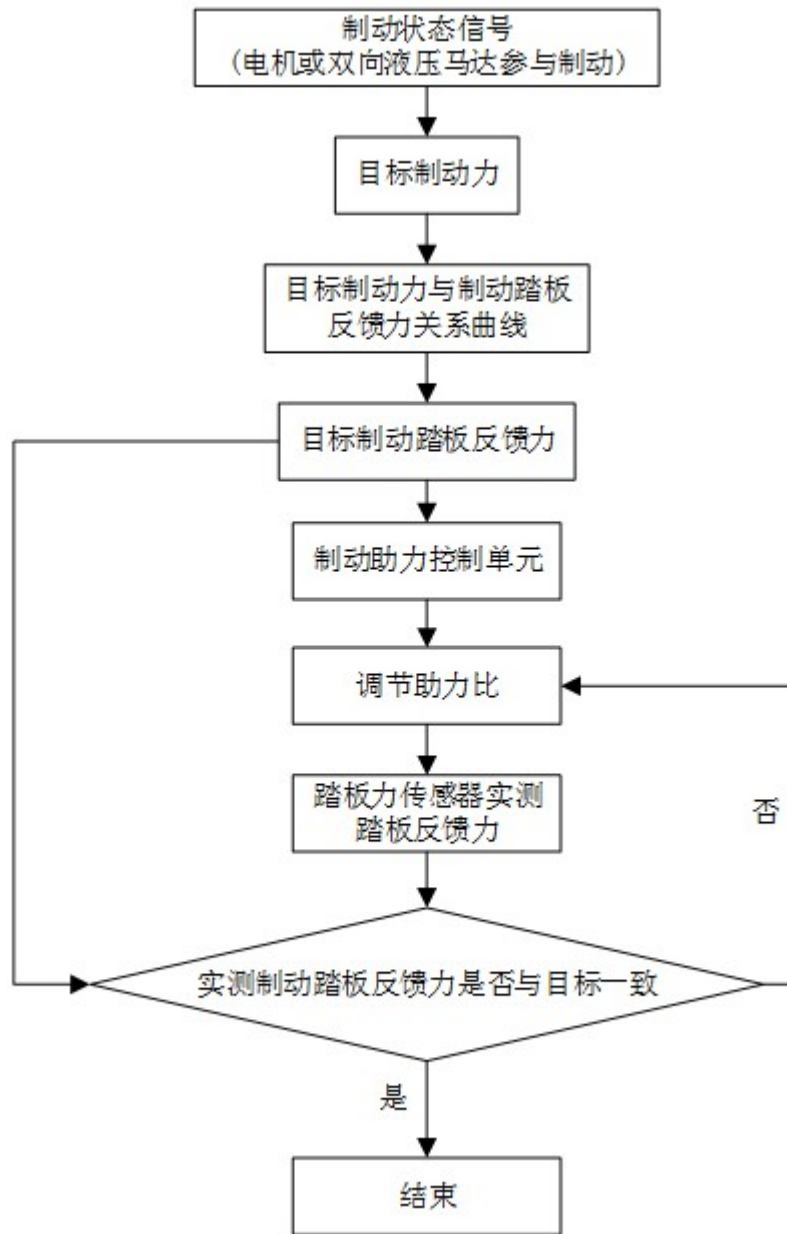 制动状态信号
（电机或双向液压马达参与制动）
目标制动力
目标制动力与制动踏板
反馈力关系曲线
目标制动踏板反馈力
制动助力控制单元
调节助力比
踏板力传感器实测
踏板反馈力
否
实测制动踏板反馈力是否与目标一致
是
结束